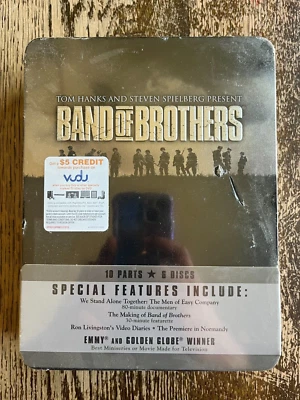 TOM HANKS AND STEVEN SPIELBERG PRESENT
BAND OF BROTHERS
$5 CREDIT
vudu
10 PARTS ★ 6 DISCS
SPECIAL FEATURES INCLUDE:
We Stand Alone Together: The Men of Easy Company
80-minute documentary
The Making of Band of Brothers
30-minute featurette
Ron Livingston's Video Diaries • The Premiere in Normandy
EMMY® AND GOLDEN GLOBE® WINNER
Best Miniseries or Movie Made for Television